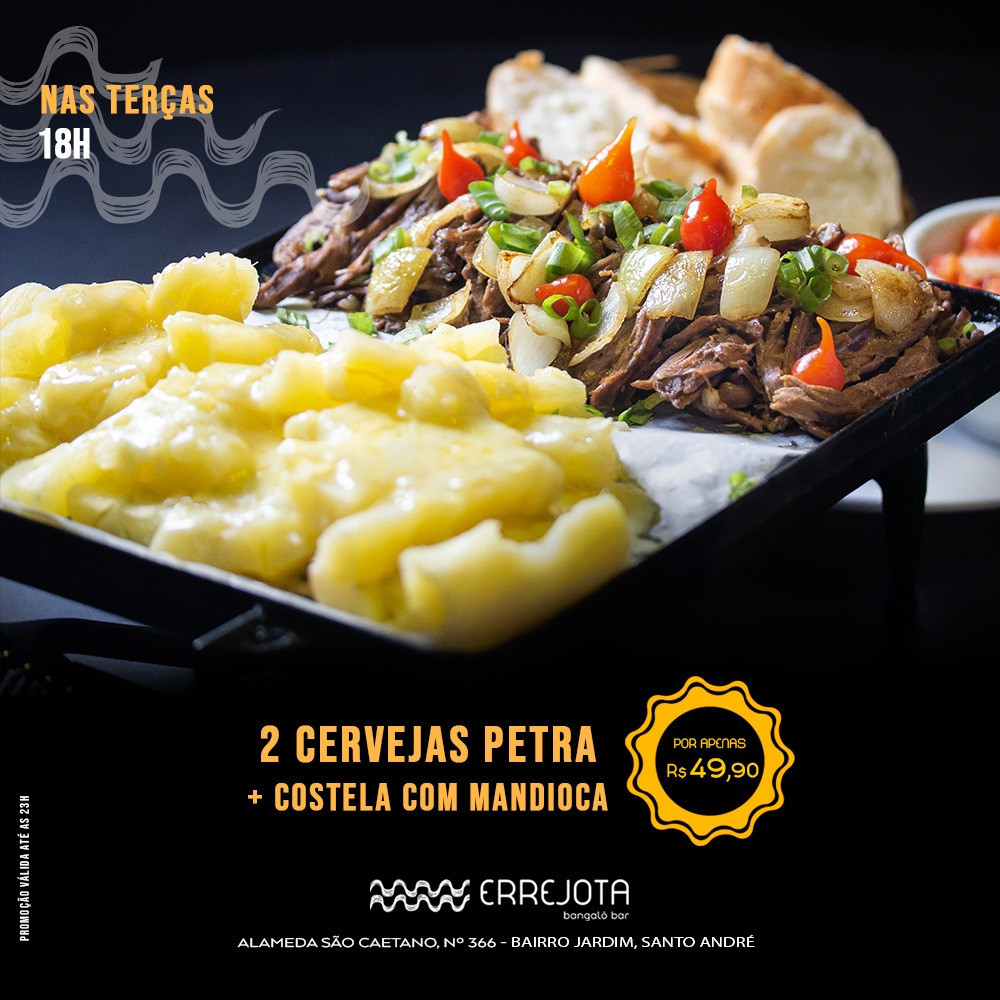 NAS TERÇAS
18H
2 CERVEJAS PETRA
+ COSTELA COM MANDIOCA
POR APENAS
R$ 49,90
PROMOÇÃO VÁLIDA ATÉ AS 23H
ERREJOTA
bangalô bar
ALAMEDA SÃO CAETANO, Nº 366 - BAIRRO JARDIM, SANTO ANDRÉ